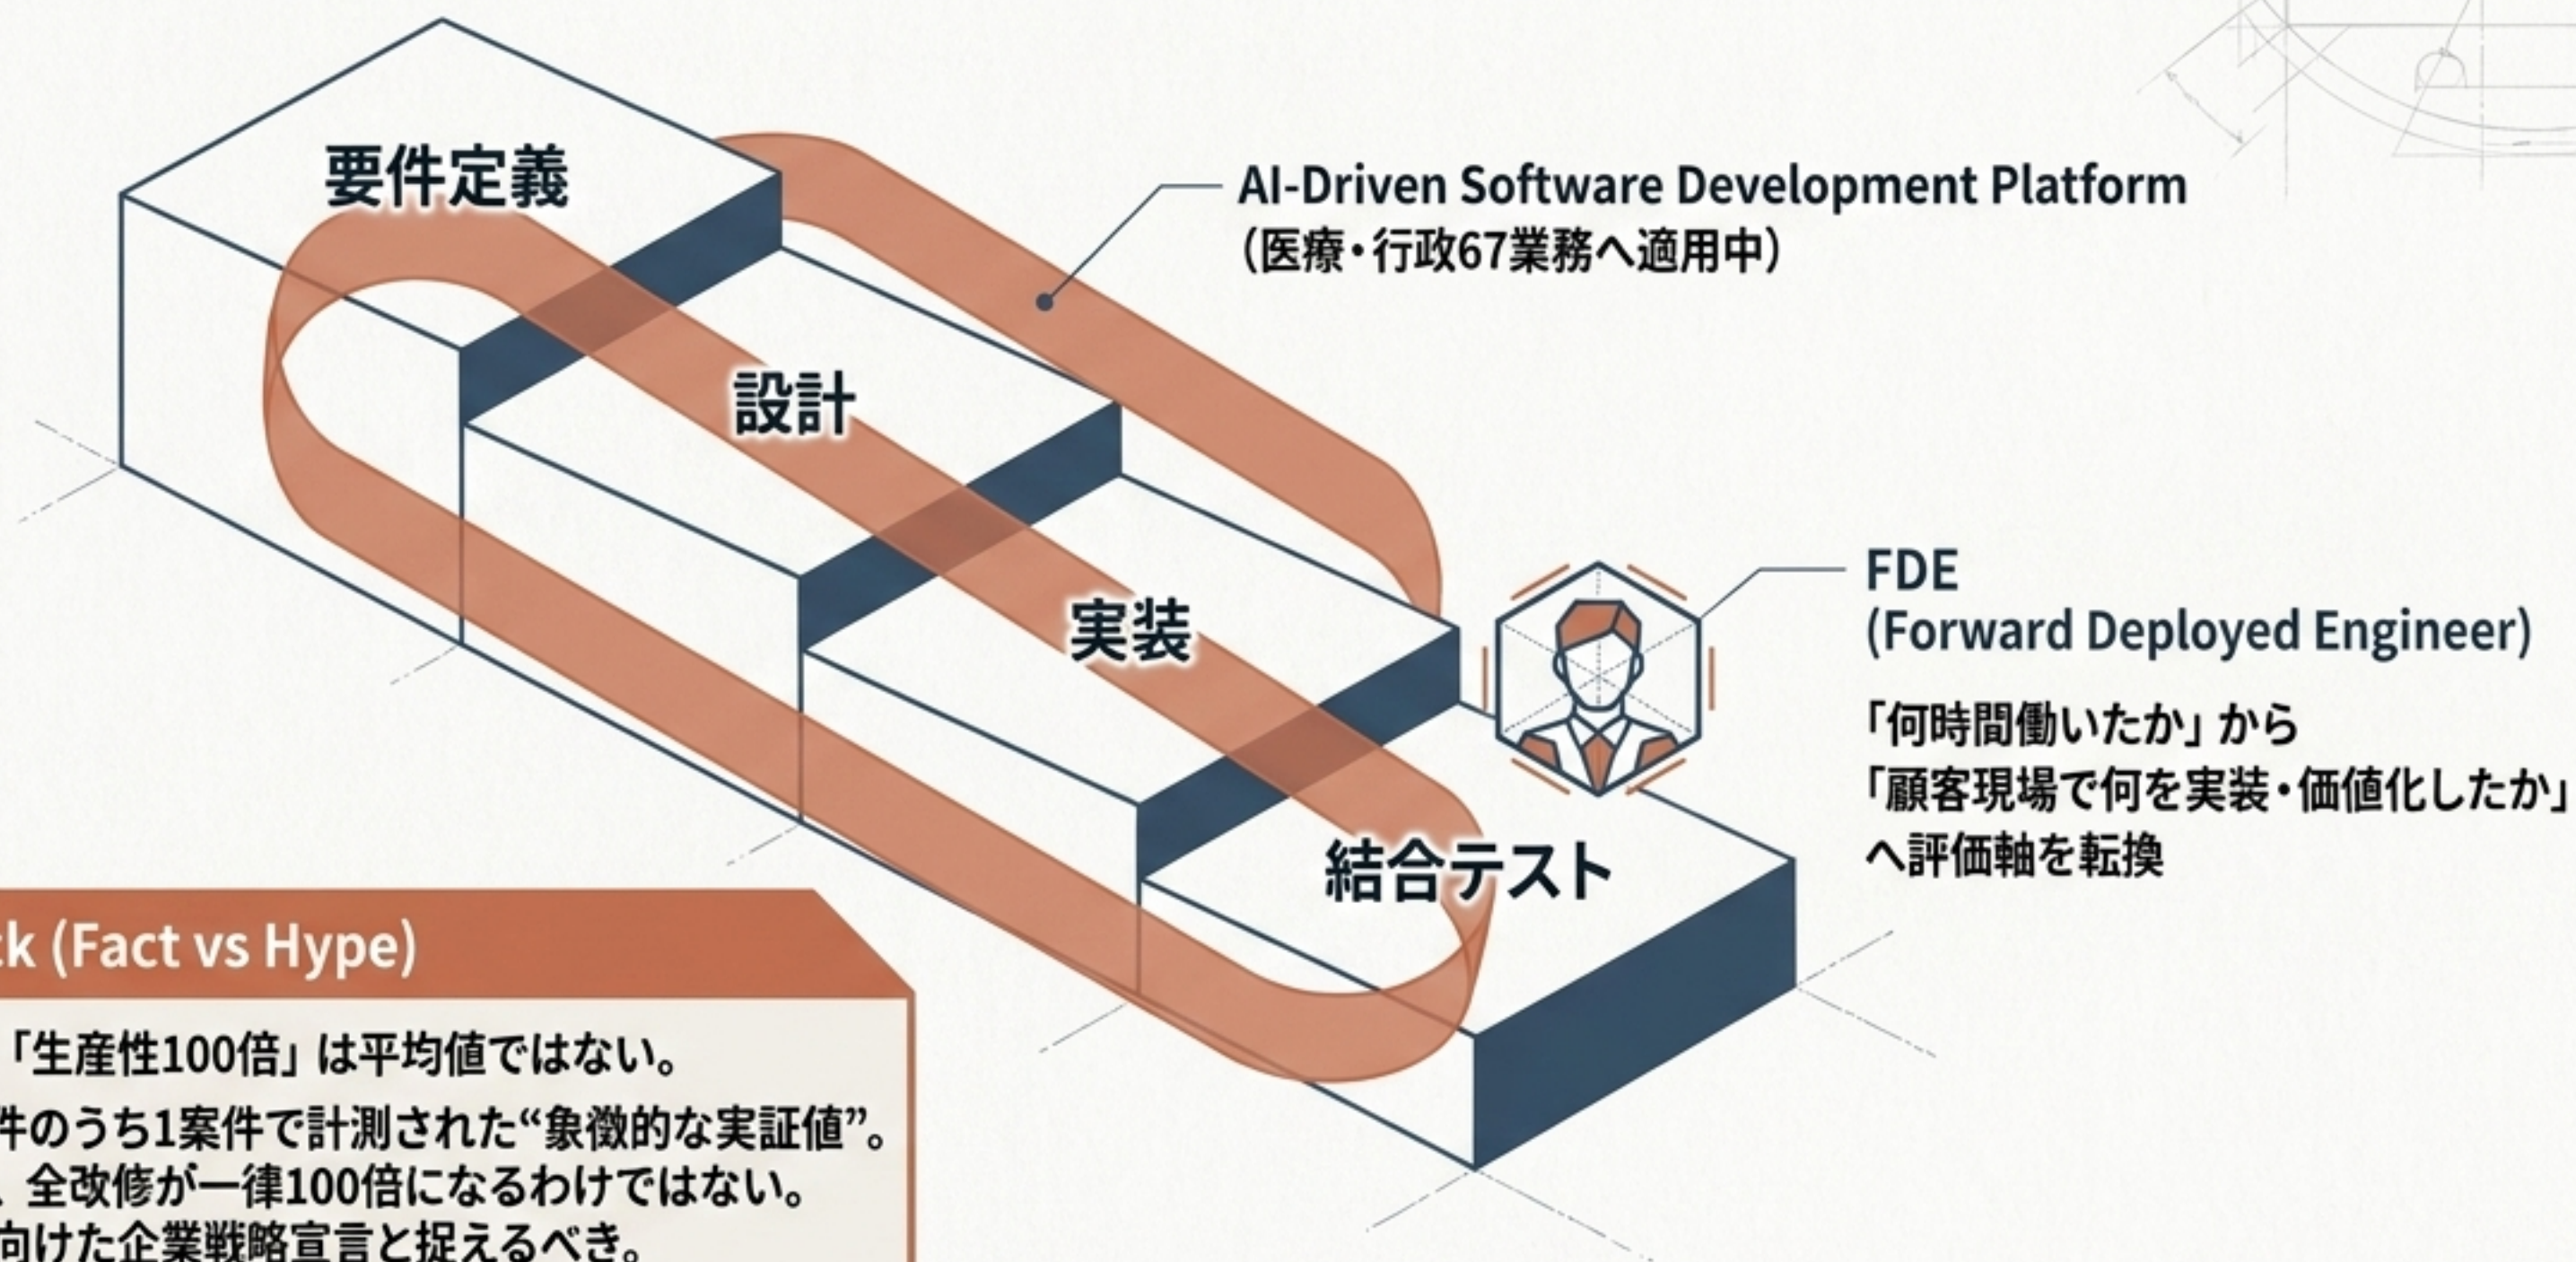 要件定義
AI-Driven Software Development Platform
（医療・行政67業務へ適用中）
設計
実装
結合テスト
FDE
(Forward Deployed Engineer)
「何時間働いたか」から
「顧客現場で何を実装・価値化したか」
へ評価軸を転換
(Fact vs Hype)
「生産性100倍」は平均値ではない。
件のうち1案件で計測された“象徴的な実証値”。
、全改修が一律100倍になるわけではない。
向けた企業戦略宣言と捉えるべき。